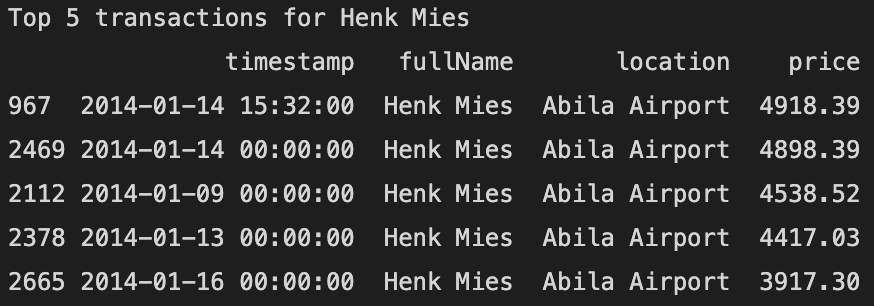 Top 5 transactions for Henk Mies
timestamp fullName location price
967 2014-01-14 15:32:00 Henk Mies Abila Airport 4918.39
2469 2014-01-14 00:00:00 Henk Mies Abila Airport 4898.39
2112 2014-01-09 00:00:00 Henk Mies Abila Airport 4538.52
2378 2014-01-13 00:00:00 Henk Mies Abila Airport 4417.03
2665 2014-01-16 00:00:00 Henk Mies Abila Airport 3917.30